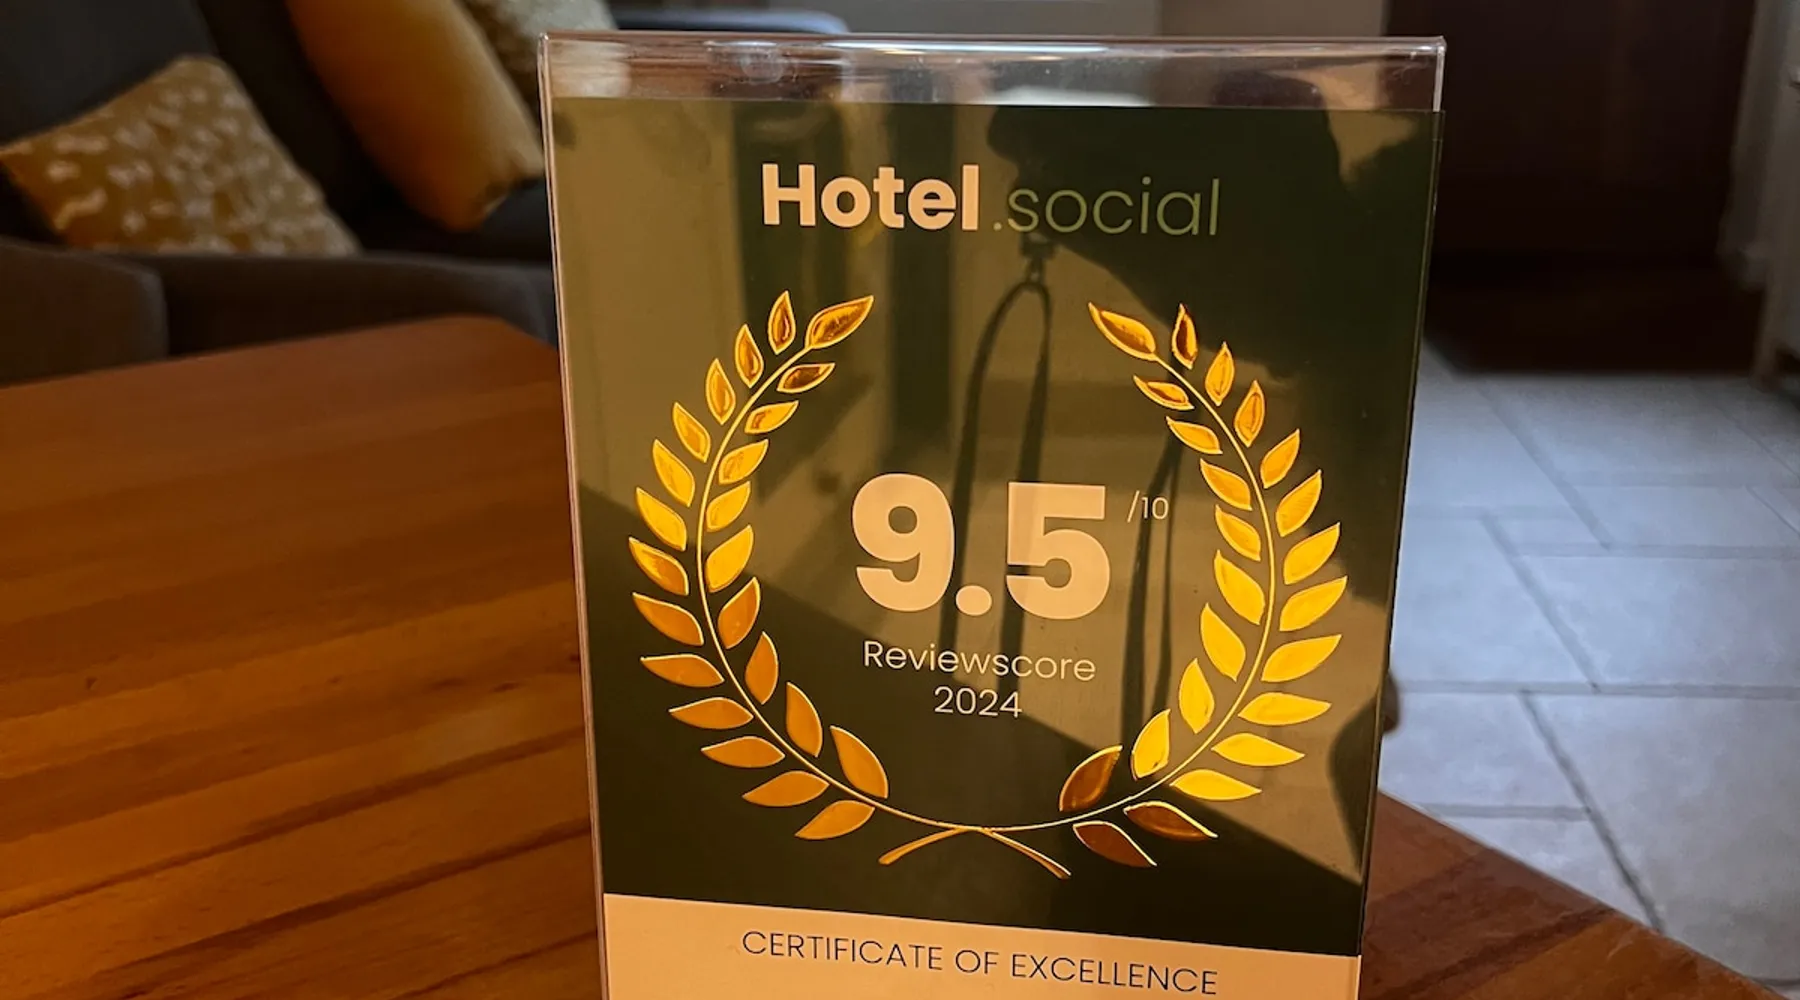 Hotel.social
9.5 /10
Reviewscore
2024
CERTIFICATE OF EXCELLENCE